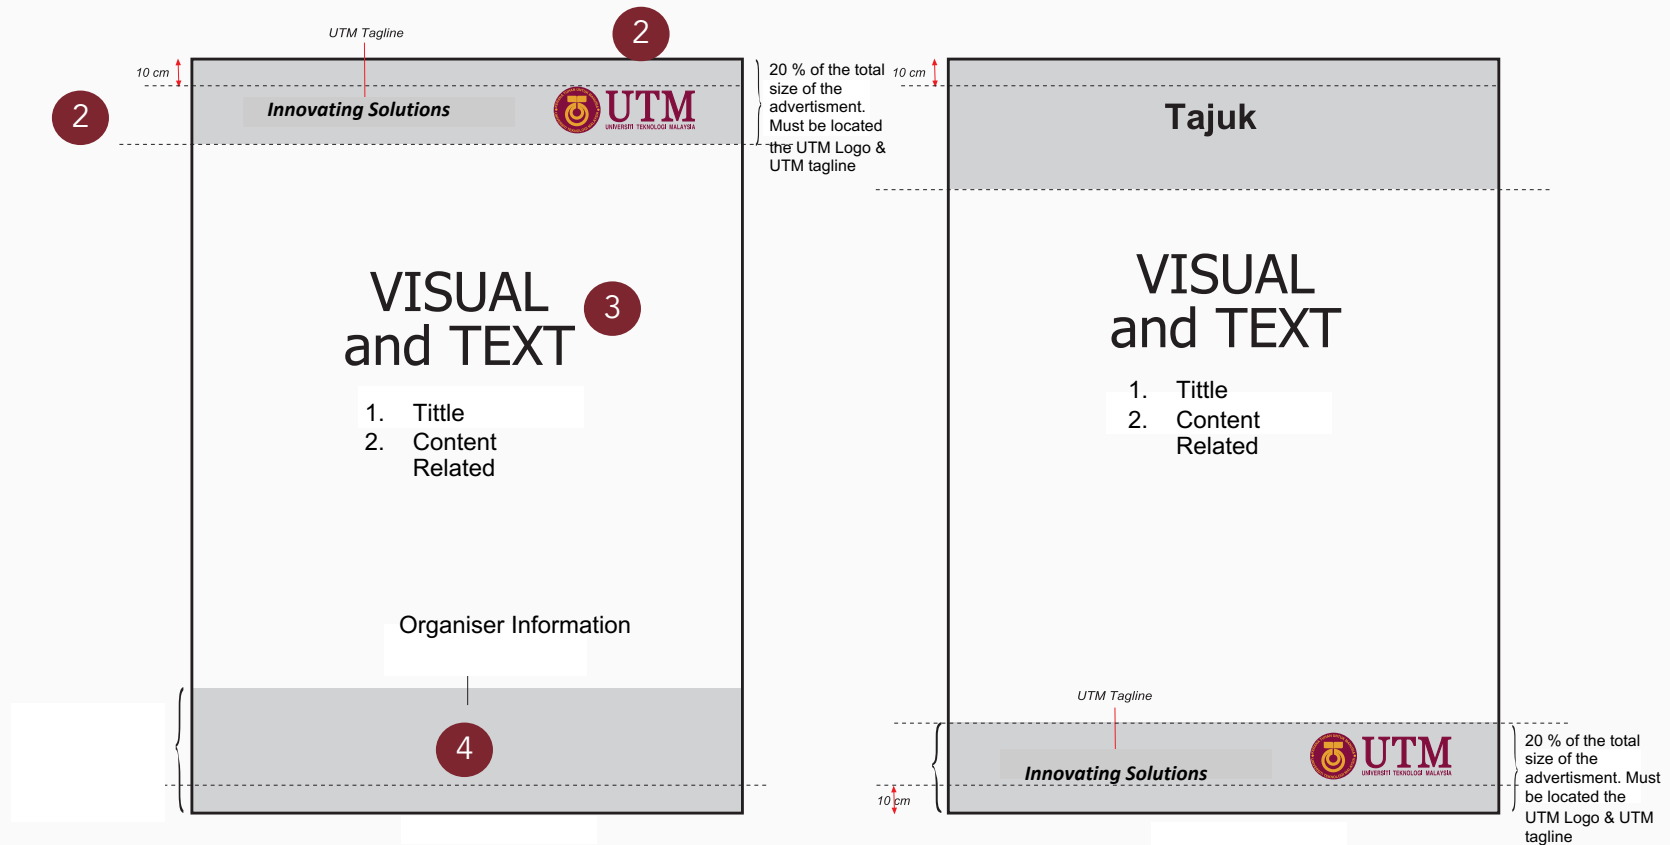 UTM Tagline
2
10 cm
2
Innovating Solutions
UTM
UNIVERSITI TEKNOLOGI MALAYSIA
20 % of the total
size of the
advertisment.
Must be located
the UTM Logo &
UTM tagline
VISUAL
and TEXT
3
1. Tittle
2. Content
Related
Organiser Information
4
10 cm
Tajuk
VISUAL
and TEXT
1. Tittle
2. Content
Related
UTM Tagline
Innovating Solutions
UTM
UNIVERSITI TEKNOLOGI MALAYSIA
10 cm
20 % of the total
size of the
advertisment. Must
be located the
UTM Logo & UTM
tagline